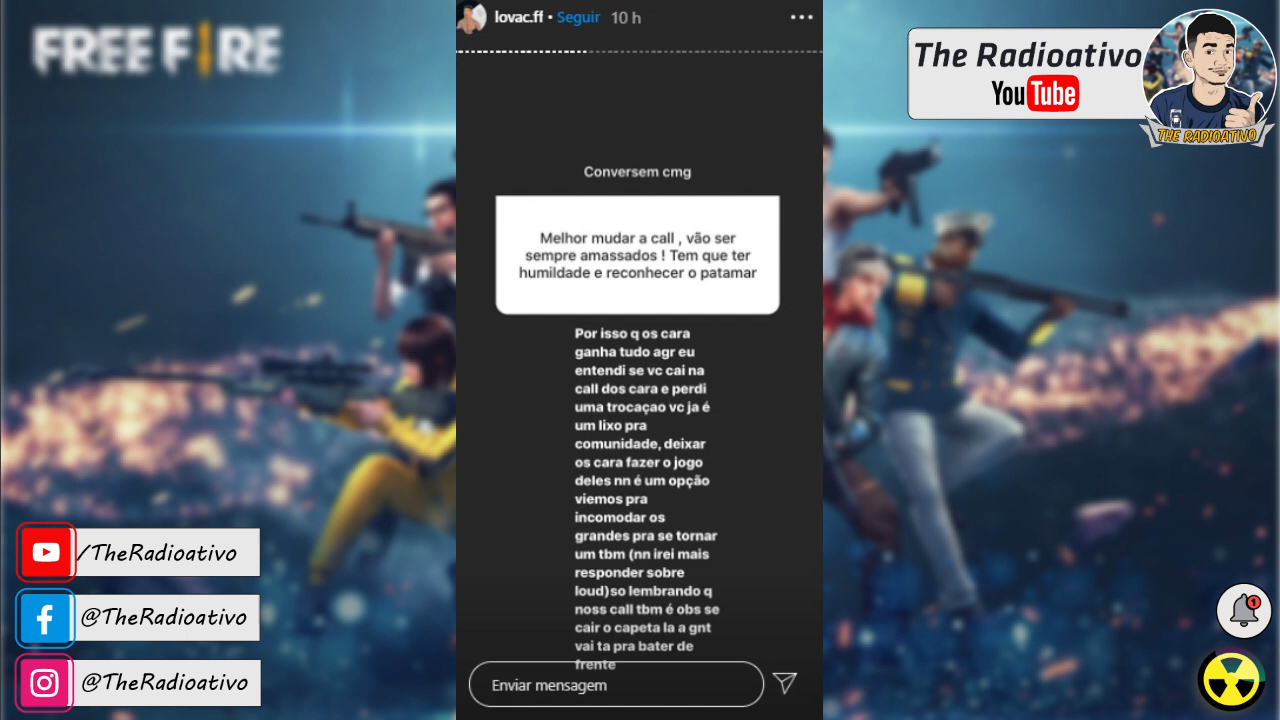 FREE FIRE
lovac.ff • Seguir 10 h
The Radioativo
YouTube
THE RADIOATIVO
Conversem cmg
Melhor mudar a call , vão ser
sempre amassados ! Tem que ter
humildade e reconhecer o patamar
Por isso q os cara
ganha tudo agr eu
entendi se vc cai na
call dos cara e perdi
uma trocaçao vc ja é
um lixo pra
comunidade, deixar
os cara fazer o jogo
deles nn é um opção
viemos pra
incomodar os
grandes pra se tornar
um tbm (nn irei mais
responder sobre
loud)so lembrando q
noss call tbm é obs se
cair o capeta la a gnt
vai ta pra bater de
frente
Enviar mensagem
/TheRadioativo
@TheRadioativo
@TheRadioativo
1